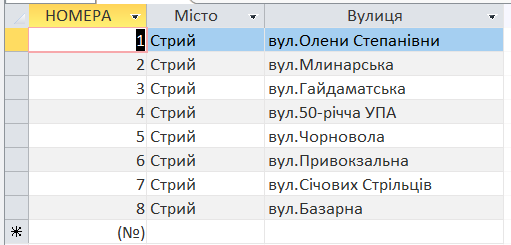 НОМЕРА Місто Вулиця
1 Стрий вул.Олени Степанівни
2 Стрий вул.Млинарська
3 Стрий вул.Гайдаматська
4 Стрий вул.50-річча УПА
5 Стрий вул.Чорновола
6 Стрий вул.Привокзальна
7 Стрий вул.Січових Стрільців
8 Стрий вул.Базарна
(№)